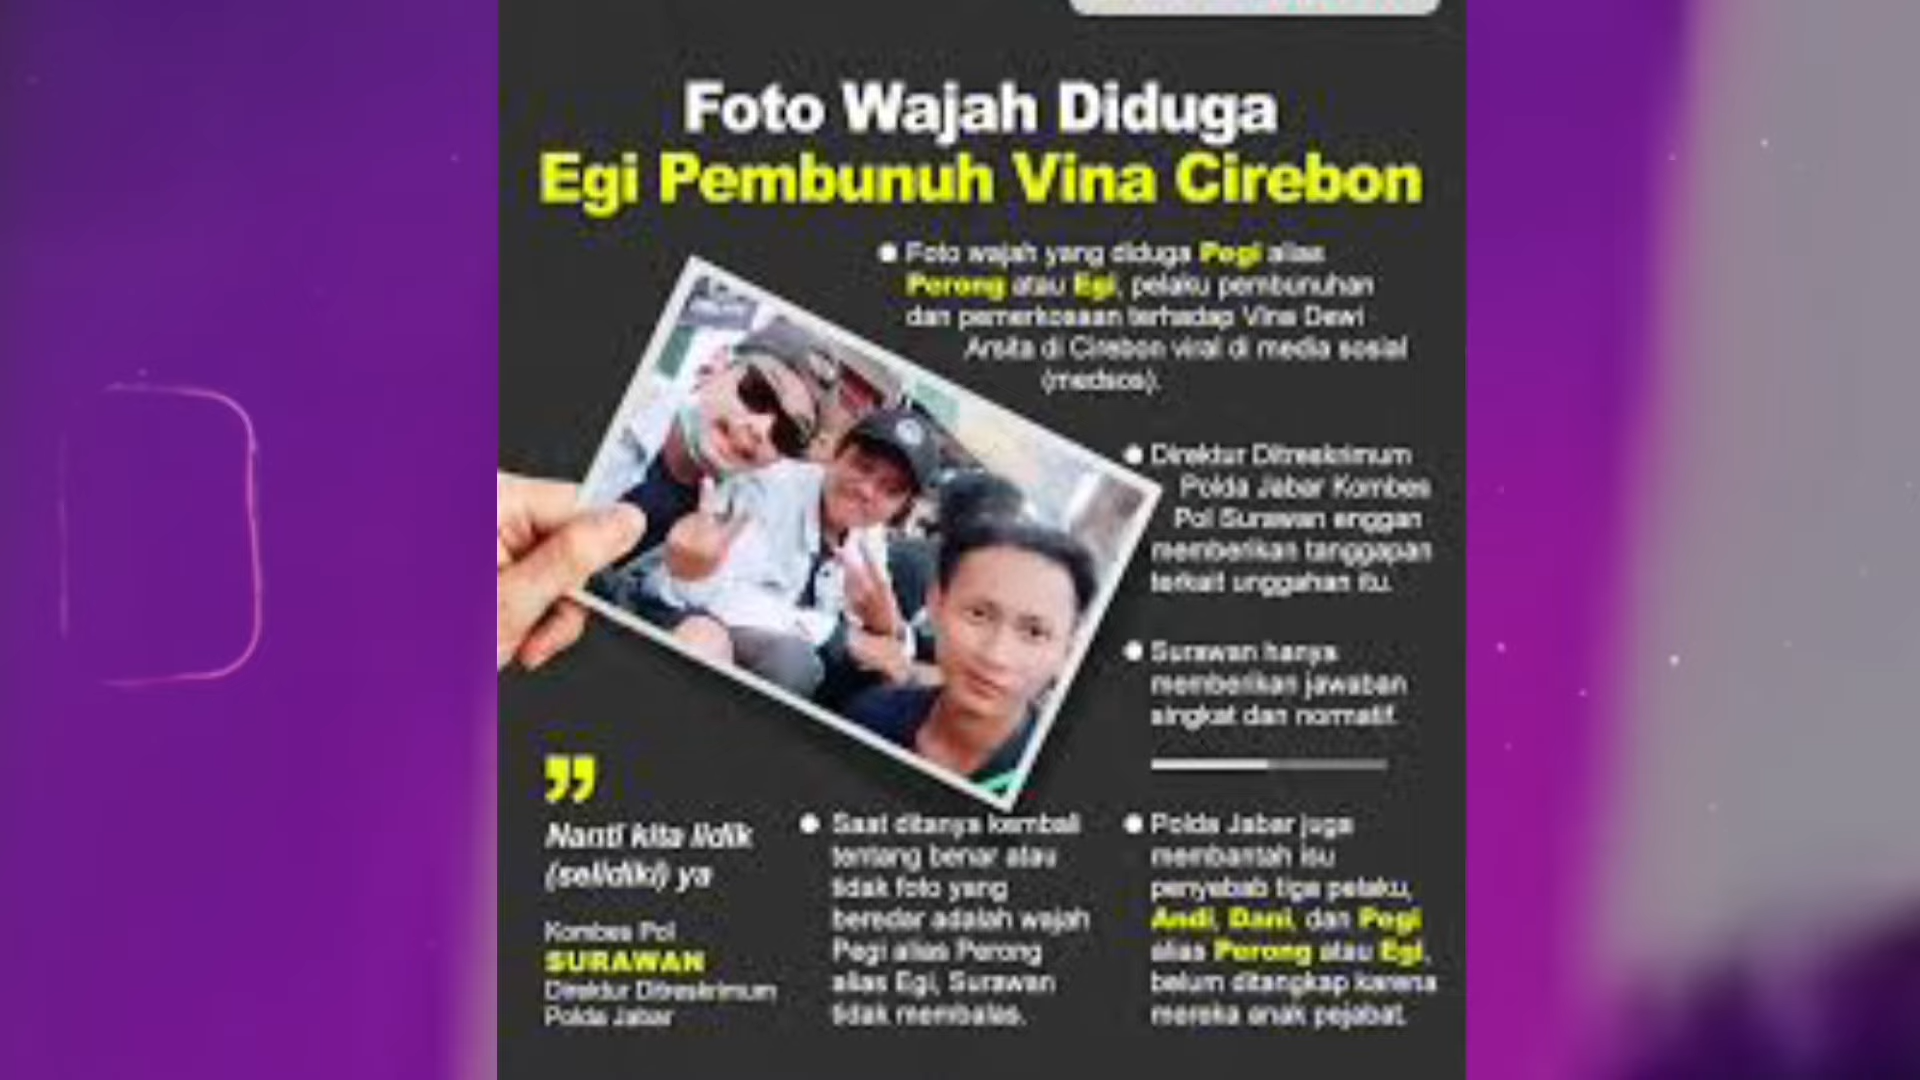 Foto Wajah Diduga
Egi Pembunuh Vina Cirebon
Foto wajah yang diduga Pegi alias
Perong atau Egi, pelaku pembunuhan
dan pemerkosaan terhadap Vina Dewi
Arsita di Cirebon viral di media sosial
(medsos).
Direktur Ditreskrimum
Polda Jabar Kombes
Pol Surawan enggan
memberikan tanggapan
terkait unggahan itu.
Surawan hanya
memberikan jawaban
singkat dan normatif.
”
Nanti kita lidik
(selidiki) ya
Kombes Pol
SURAWAN
Direktur Ditreskrimum
Polda Jabar
Saat ditanya kembali
tentang benar atau
tidak foto yang
beredar adalah wajah
Pegi alias Perong
alias Egi, Surawan
tidak membalas.
Polda Jabar juga
membantah isu
penyebab tiga pelaku,
Andi, Dani, dan Pegi
alias Perong atau Egi,
belum ditangkap karena
mereka anak pejabat.